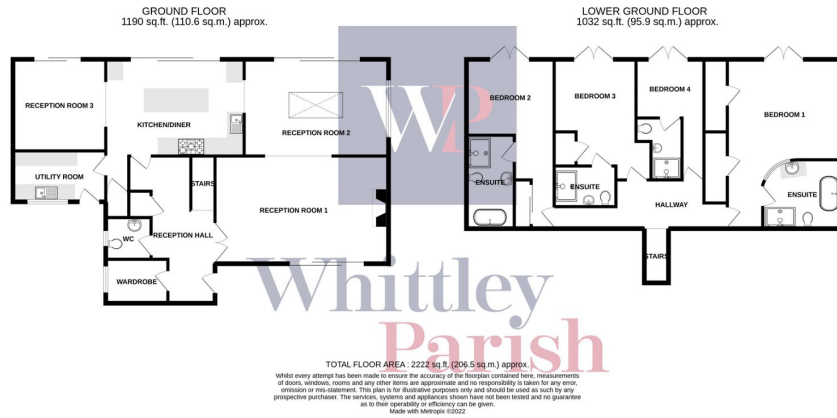 GROUND FLOOR
1190 sq.ft. (110.6 sq.m.) approx.
LOWER GROUND FLOOR
1032 sq.ft. (95.9 sq.m.) approx.
RECEPTION ROOM 3
KITCHEN/DINER
RECEPTION ROOM 2
UTILITY ROOM
STAIRS
RECEPTION ROOM 1
WC
RECEPTION HALL
WARDROBE
BEDROOM 2
BEDROOM 3
BEDROOM 4
BEDROOM 1
ENSUITE
ENSUITE
ENSUITE
HALLWAY
STAIRS
WP
Whittley
Parish
TOTAL FLOOR AREA : 2222 sq.ft. (206.5 sq.m.) approx.
Whilst every attempt has been made to ensure the accuracy of the floorplan contained here, measurements
of doors, windows, rooms and any other items are approximate and no responsibility is taken for any error,
omission or mis-statement. This plan is for illustrative purposes only and should be used as such by any
prospective purchaser. The services, systems and appliances shown have not been tested and no guarantee
as to their operability or efficiency can be given.
Made with Metropix ©2022